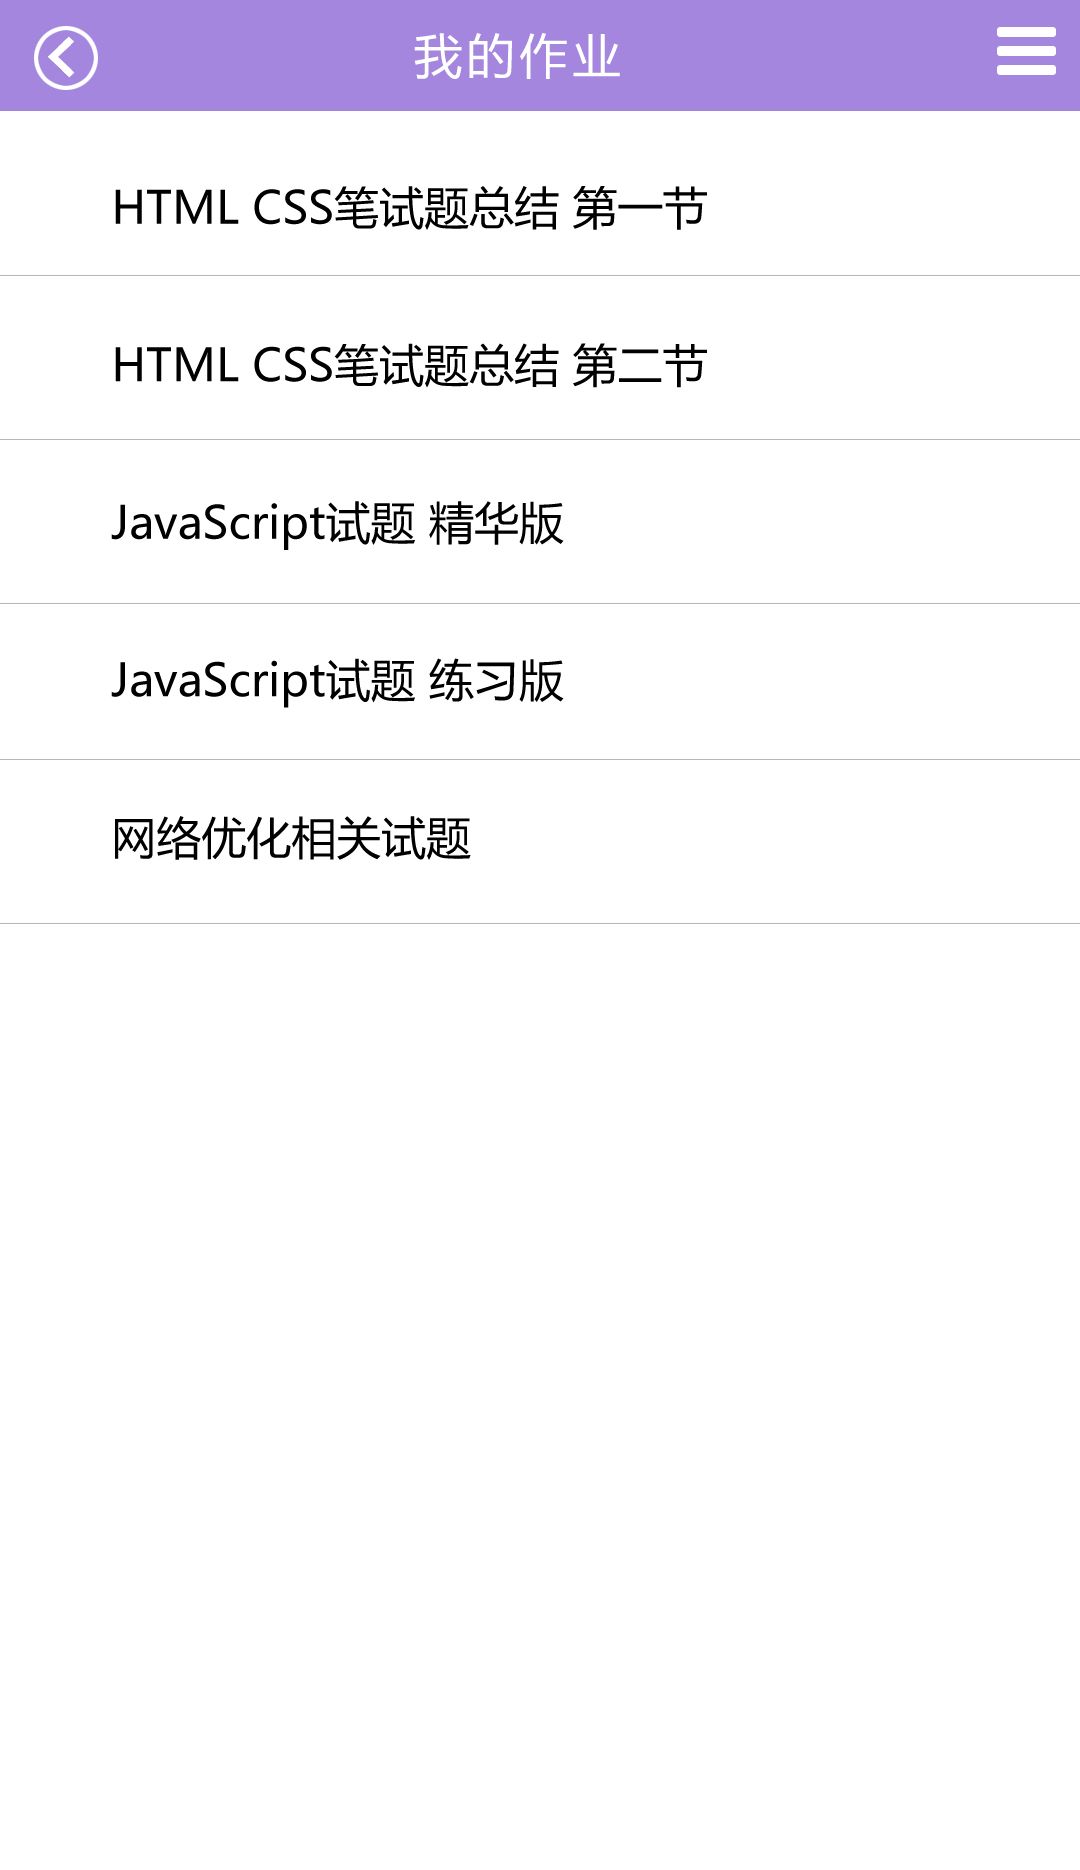 我的作业
HTML CSS笔试题总结 第一节
HTML CSS笔试题总结 第二节
JavaScript试题 精华版
JavaScript试题 练习版
网络优化相关试题